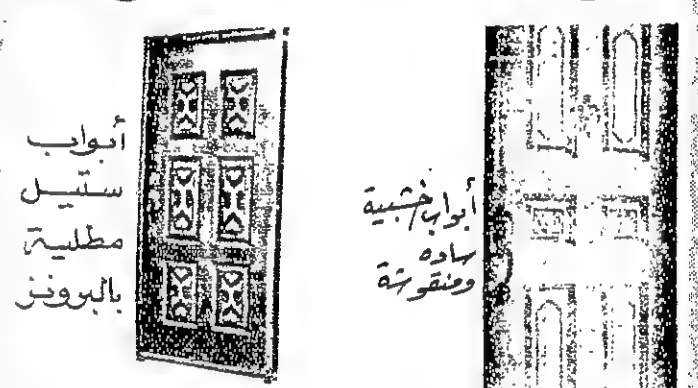 أبواب خشبية
ساده
ومنقوشة
أبواب
ستيل
مطلية
بالبرونز